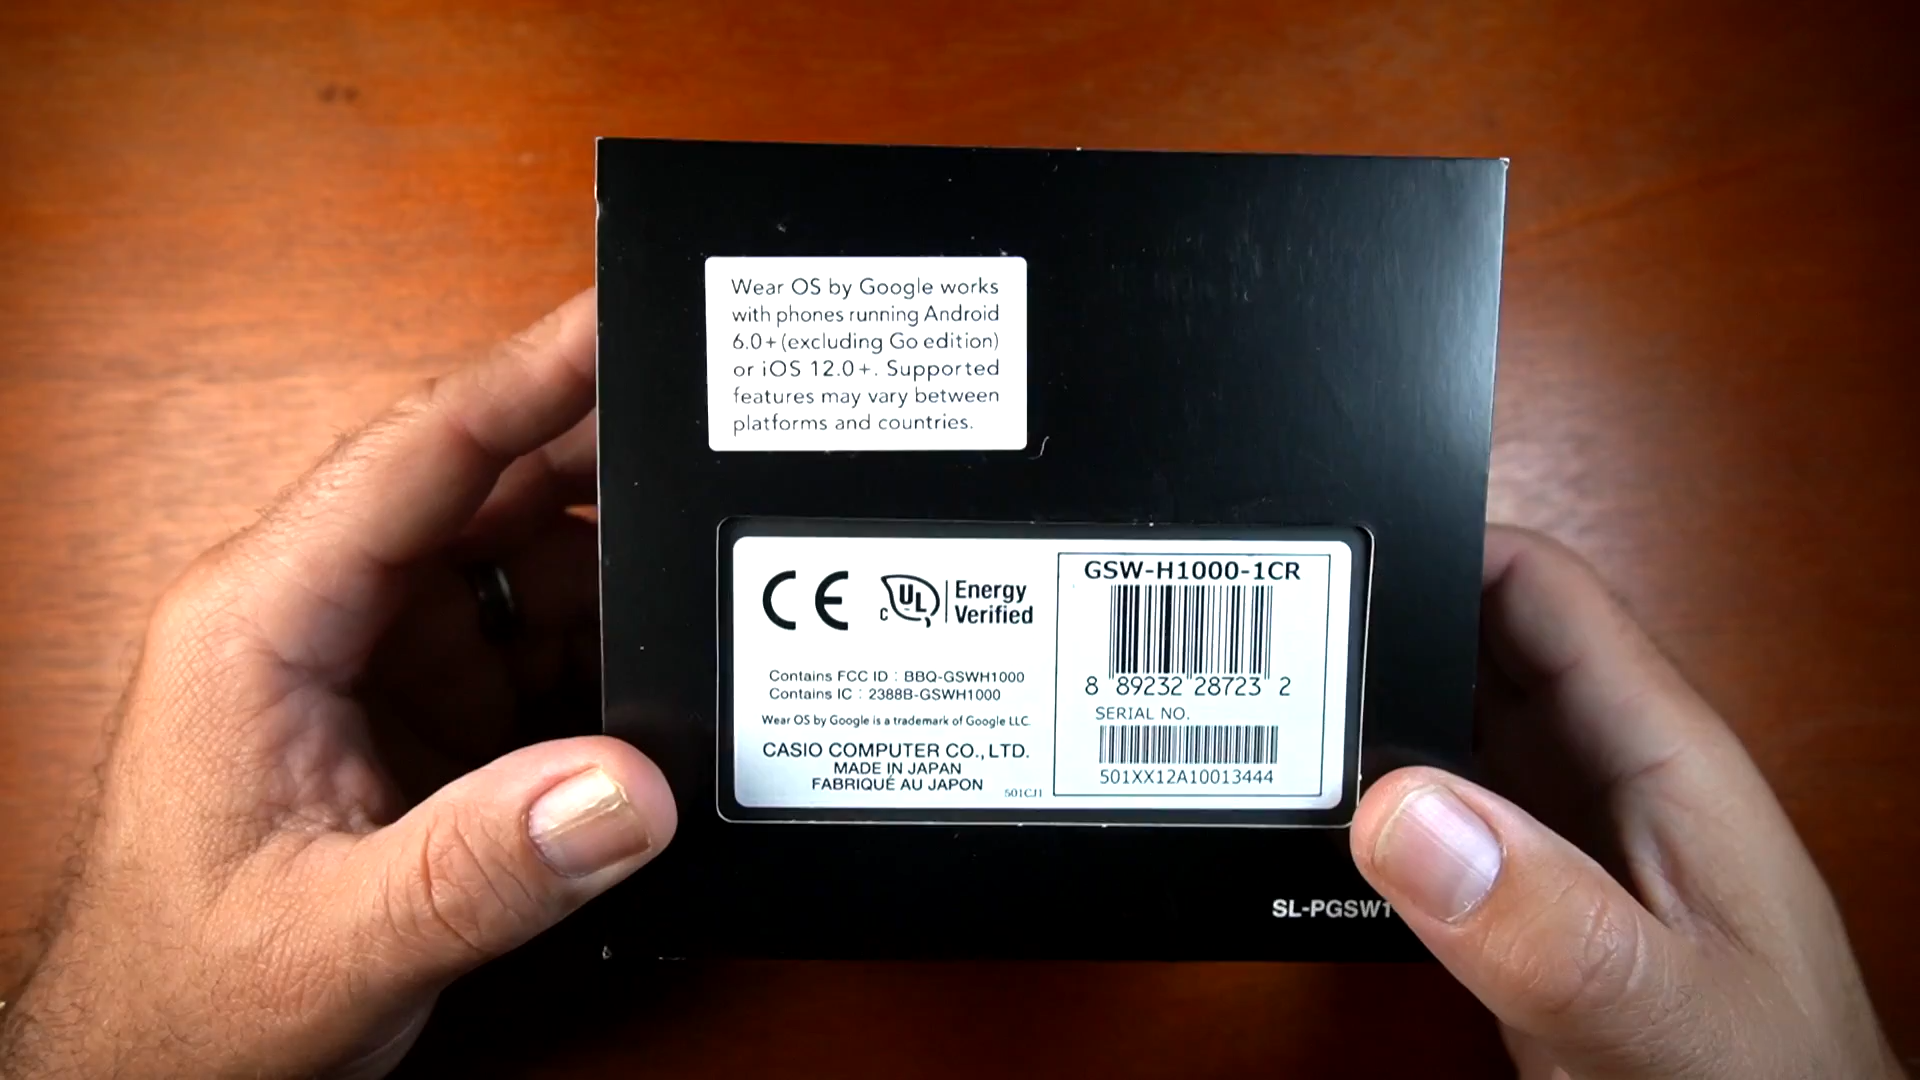 Wear OS by Google works
with phones running Android
6.0+ (excluding Go edition)
or iOS 12.0+. Supported
features may vary between
platforms and countries.
CE
c UL Energy
Verified
Contains FCC ID : BBQ-GSWH1000
Contains IC : 2388B-GSWH1000
Wear OS by Google is a trademark of Google LLC.
CASIO COMPUTER CO., LTD.
MADE IN JAPAN
FABRIQUÉ AU JAPON
501CJ1
GSW-H1000-1CR
8 89232 28723 2
SERIAL NO.
501XX12A10013444
SL-PGSW1